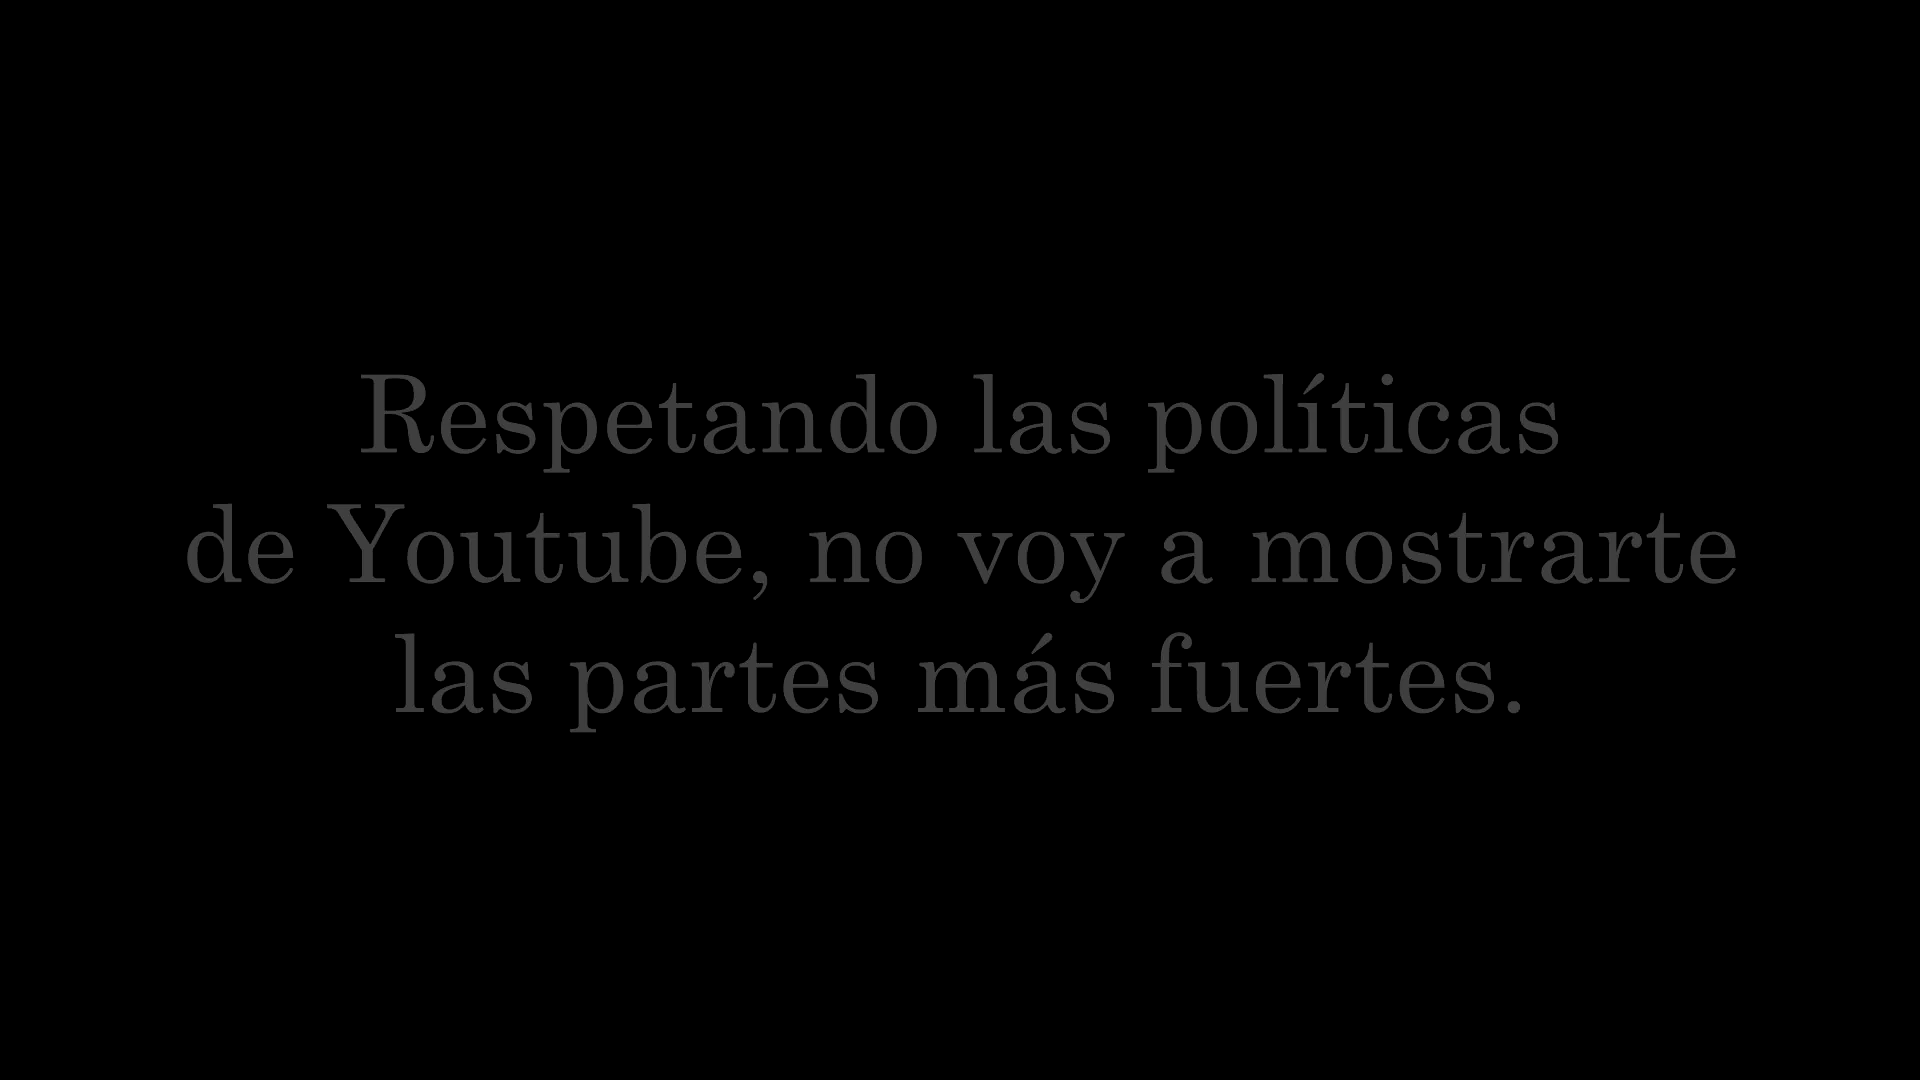 Respetando las políticas
de Youtube, no voy a mostrarte
las partes más fuertes.